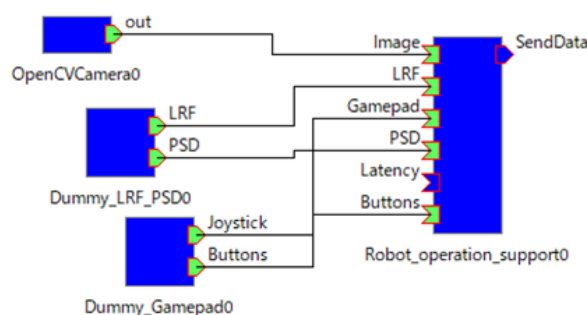 out
OpenCVCamera0
LRF
PSD
Dummy_LRF_PSD0
Joystick
Buttons
Dummy_Gamepad0
Image
LRF
Gamepad
PSD
Latency
Buttons
SendData
Robot_operation_support0